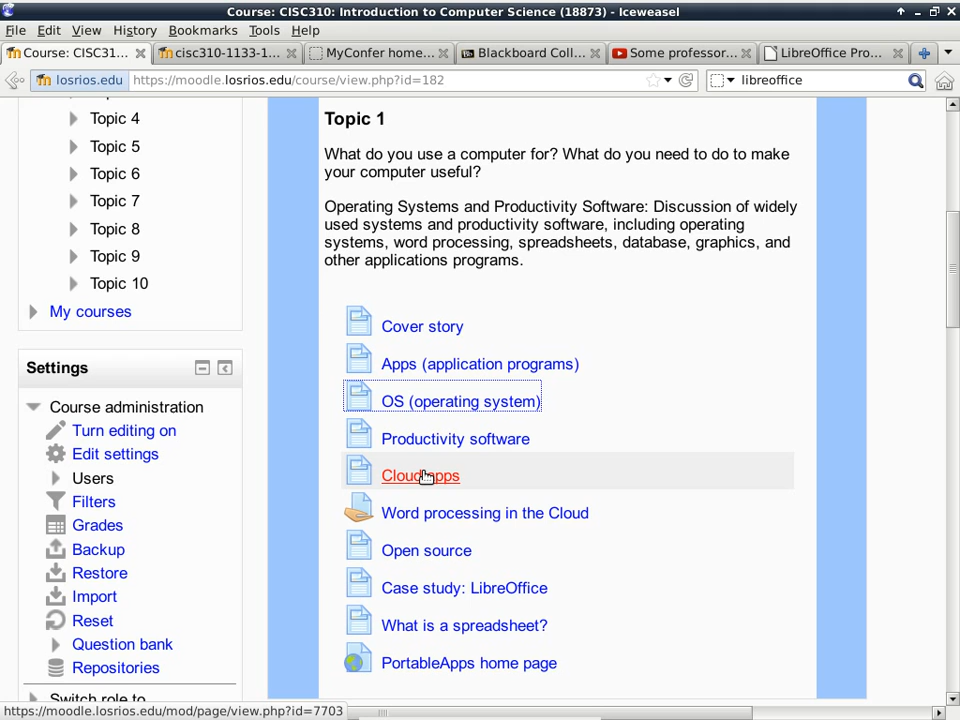 Course: CISC310: Introduction to Computer Science (18873) - Iceweasel
File Edit View History Bookmarks Tools Help
Course: CISC31... cisc310-1133-1... MyConfer home... Blackboard Coll... Some professor... LibreOffice Pro...
losrios.edu https://moodle.losrios.edu/course/view.php?id=182 libreoffice
Topic 4
Topic 5
Topic 6
Topic 7
Topic 8
Topic 9
Topic 10
My courses
Settings
Course administration
Turn editing on
Edit settings
Users
Filters
Grades
Backup
Restore
Import
Reset
Question bank
Repositories
Switch role to
Topic 1
What do you use a computer for? What do you need to do to make
your computer useful?
Operating Systems and Productivity Software: Discussion of widely
used systems and productivity software, including operating
systems, word processing, spreadsheets, database, graphics, and
other applications programs.
Cover story
Apps (application programs)
OS (operating system)
Productivity software
Cloud apps
Word processing in the Cloud
Open source
Case study: LibreOffice
What is a spreadsheet?
PortableApps home page
https://moodle.losrios.edu/mod/page/view.php?id=7703